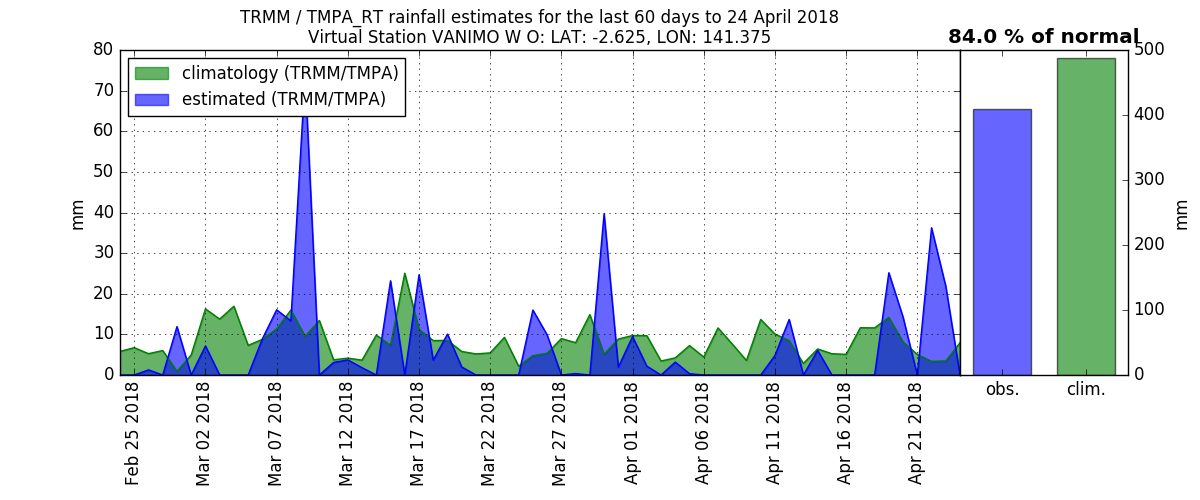 TRMM / TMPA_RT rainfall estimates for the last 60 days to 24 April 2018
Virtual Station VANIMO W O: LAT: -2.625, LON: 141.375
84.0 % of normal
climatology (TRMM/TMPA)
estimated (TRMM/TMPA)
mm
80
70
60
50
40
30
20
10
0
Feb 25 2018
Mar 02 2018
Mar 07 2018
Mar 12 2018
Mar 17 2018
Mar 22 2018
Mar 27 2018
Apr 01 2018
Apr 06 2018
Apr 11 2018
Apr 16 2018
Apr 21 2018
500
400
300
200
100
0
mm
obs.
clim.